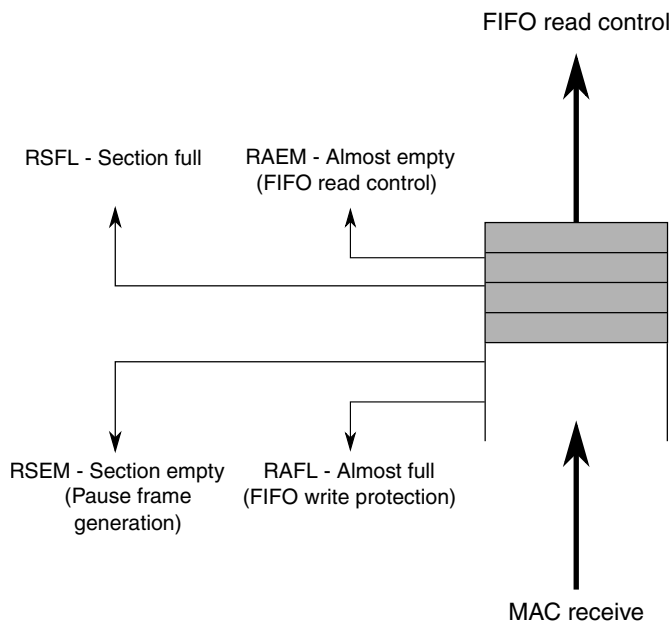 FIFO read control
RSFL - Section full
RAEM - Almost empty
(FIFO read control)
RSEM - Section empty
(Pause frame
generation)
RAFL - Almost full
(FIFO write protection)
MAC receive